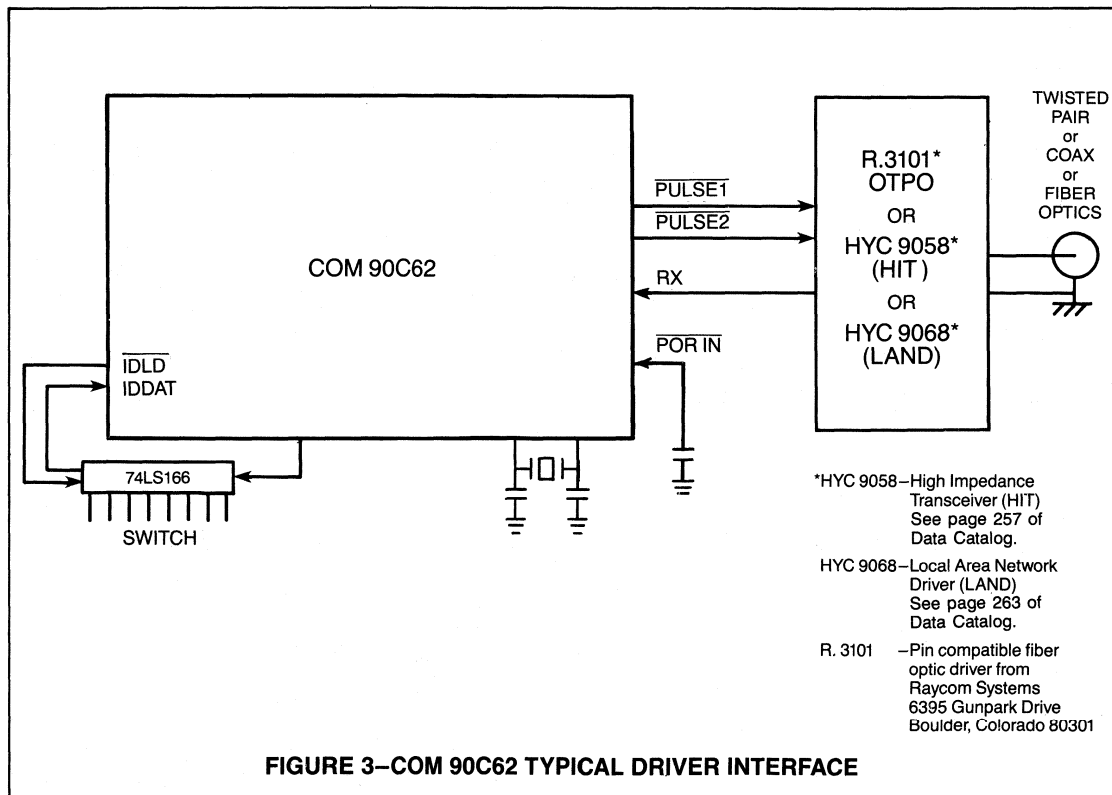 TWISTED
PAIR
or
COAX
or
FIBER
OPTICS
R.3101*
OTPO
OR
HYC 9058*
(HIT)
OR
HYC 9068*
(LAND)
PULSE1
PULSE2
RX
POR IN
COM 90C62
IDLD
IDDAT
74LS166
SWITCH
*HYC 9058–High Impedance
Transceiver (HIT)
See page 257 of
Data Catalog.
HYC 9068–Local Area Network
Driver (LAND)
See page 263 of
Data Catalog.
R. 3101 –Pin compatible fiber
optic driver from
Raycom Systems
6395 Gunpark Drive
Boulder, Colorado 80301
FIGURE 3–COM 90C62 TYPICAL DRIVER INTERFACE